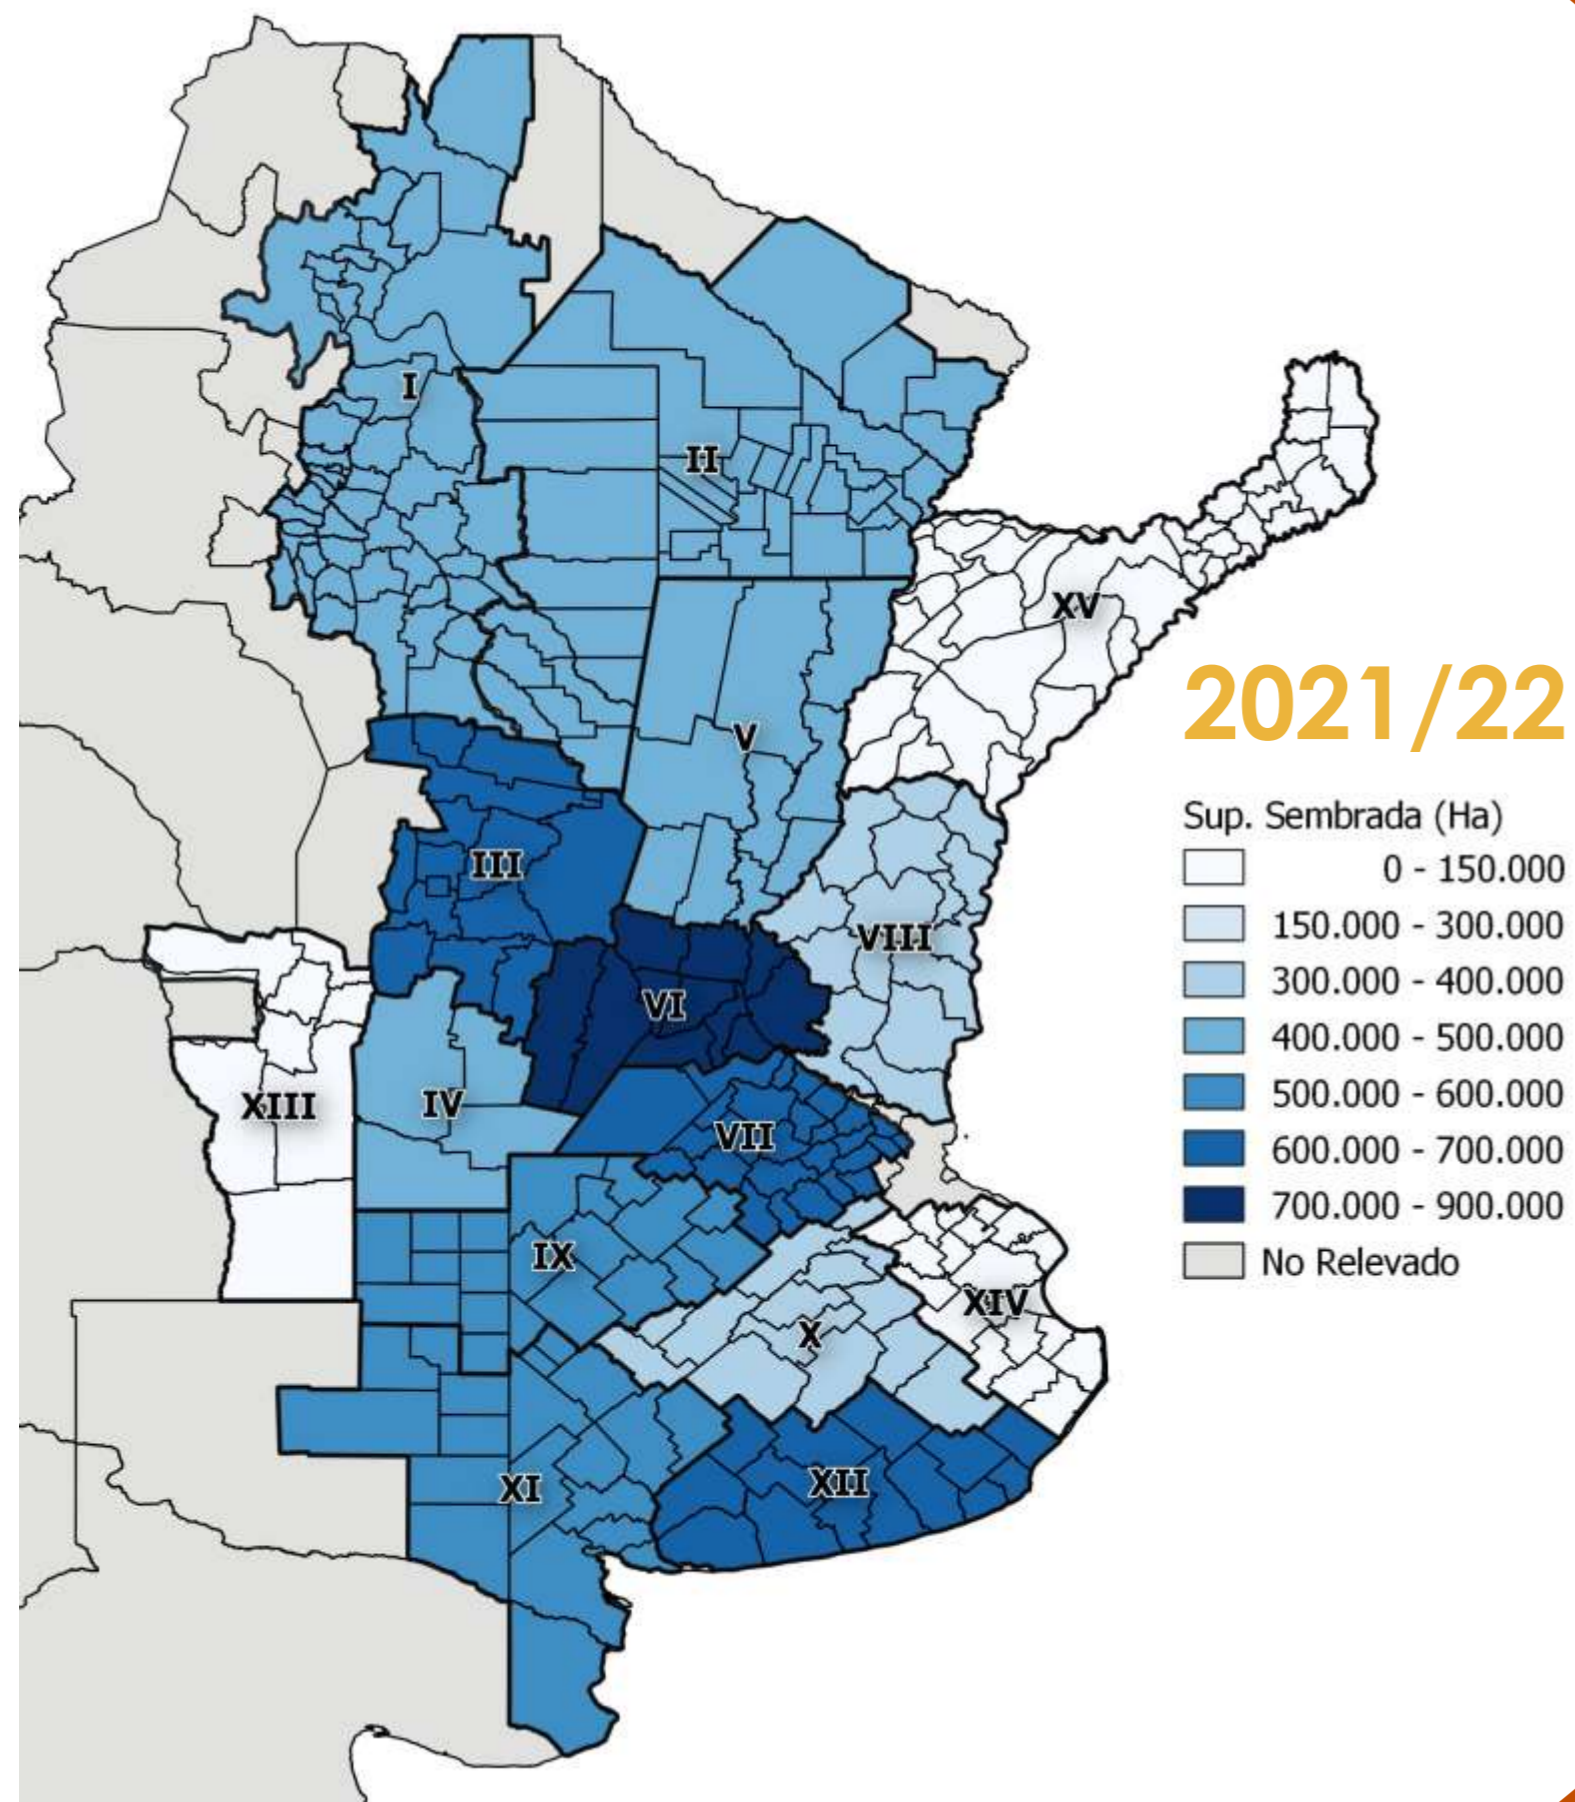 I
II
XV
2021/22
V
Sup. Sembrada (Ha)
0 - 150.000
III
150.000 - 300.000
VIII
300.000 - 400.000
VI
400.000 - 500.000
500.000 - 600.000
XIII
IV
VII
600.000 - 700.000
700.000 - 900.000
IX
No Relevado
XIV
X
XI
XII